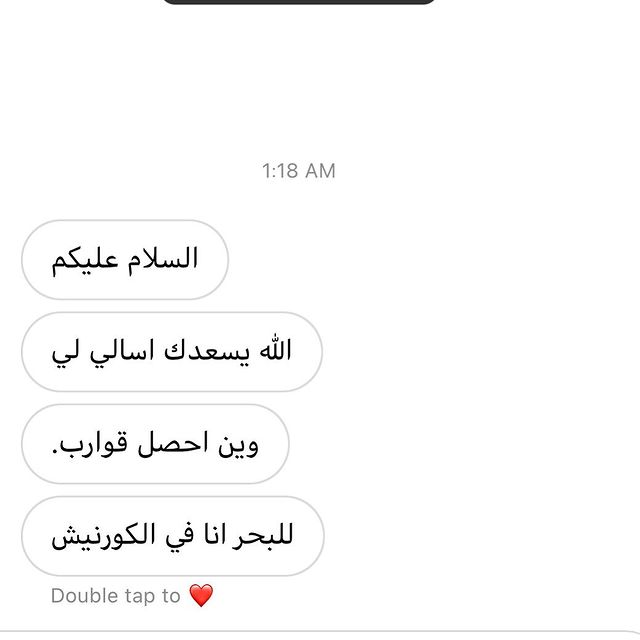 1:18 AM
السلام عليكم
الله يسعدك اسالي لي
وين احصل قوارب.
للبحر انا في الكورنيش
Double tap to ❤️